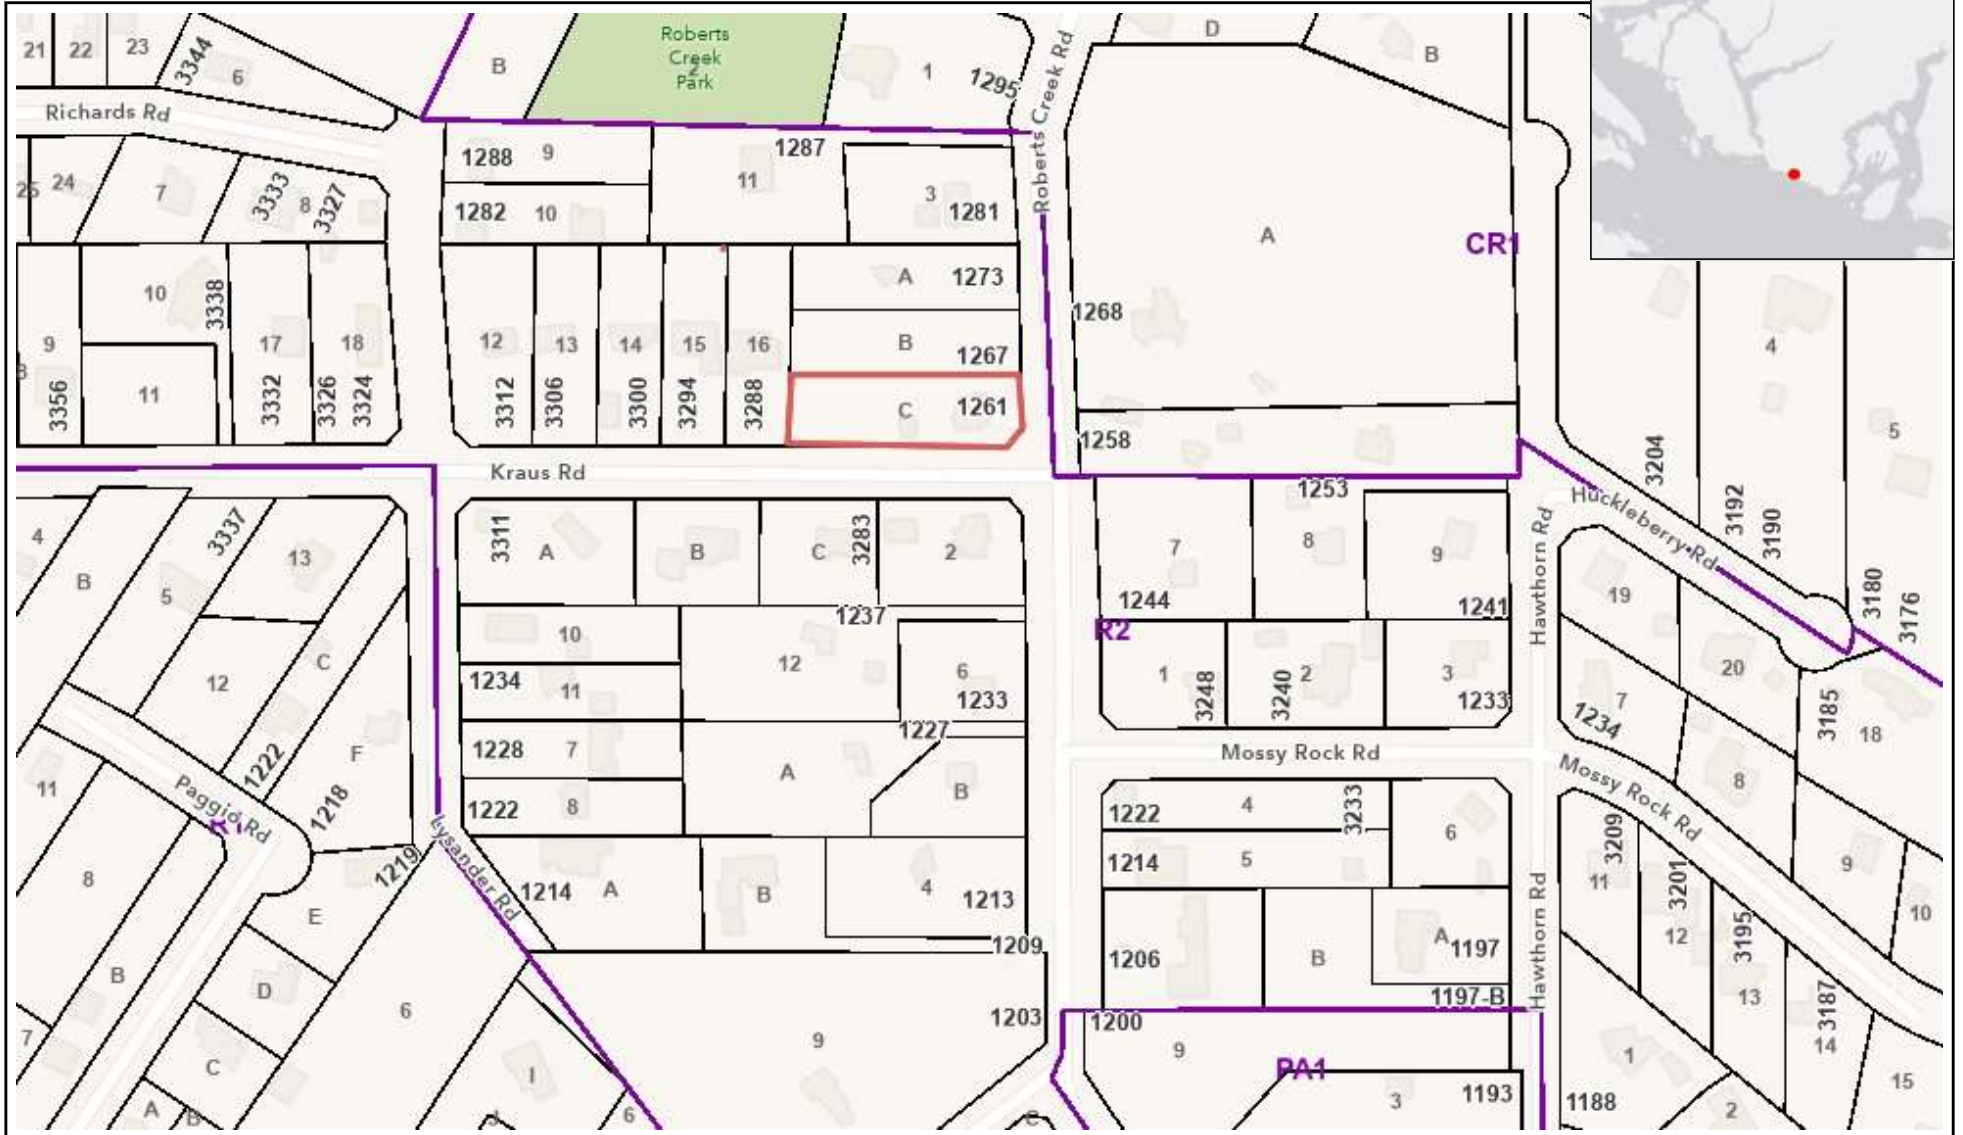 21
22
23
3344
6
B
Roberts
Creek
2
Park
1
1295
Roberts Creek Rd
D
B
Richards Rd
1288
9
1287
11
25
24
7
3333
8
3327
1282
10
3
1281
A
CR1
10
3338
A
1273
1268
9
17
18
12
13
14
15
16
B
1267
4
8
3356
11
3332
3326
3324
3312
3306
3300
3294
3288
C
1261
1258
5
Kraus Rd
3204
1253
Huckleberry Rd
3192
3190
4
3337
13
3311
A
B
C
3283
2
7
8
9
Hawthorn Rd
B
5
19
3180
3176
10
1237
1244
1241
R2
12
C
1234
11
12
6
1233
1
3248
3240
2
3
1233
20
7
1234
3185
18
F
1222
1228
7
1227
Mossy Rock Rd
11
Paggio Rd
1218
A
B
8
Mossy Rock Rd
1222
8
1222
4
3233
6
R1
Lysander Rd
1219
8
1214
A
B
4
1213
1214
5
3209
11
3201
9
E
1209
1206
B
A
1197
Hawthorn Rd
12
3195
10
B
D
6
1197-B
13
3187
7
9
1203
1200
9
14
C
I
PA1
1
15
A
B
J
6
C
3
1193
1188
2